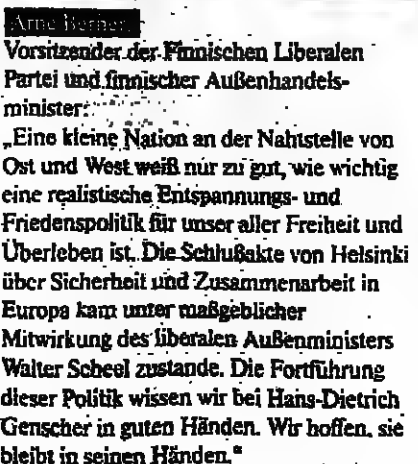 Arne Berner,
Vorsitzender der Finnischen Liberalen
Partei und finnischer Außenhandels-
minister:
„Eine kleine Nation an der Nahtstelle von
Ost und West weiß nur zu gut, wie wichtig
eine realistische Entspannungs- und
Friedenspolitik für unser aller Freiheit und
Überleben ist. Die Schlußakte von Helsinki
über Sicherheit und Zusammenarbeit in
Europa kam unter maßgeblicher
Mitwirkung des liberalen Außenministers
Walter Scheel zustande. Die Fortführung
dieser Politik wissen wir bei Hans-Dietrich
Genscher in guten Händen. Wir hoffen, sie
bleibt in seinen Händen."